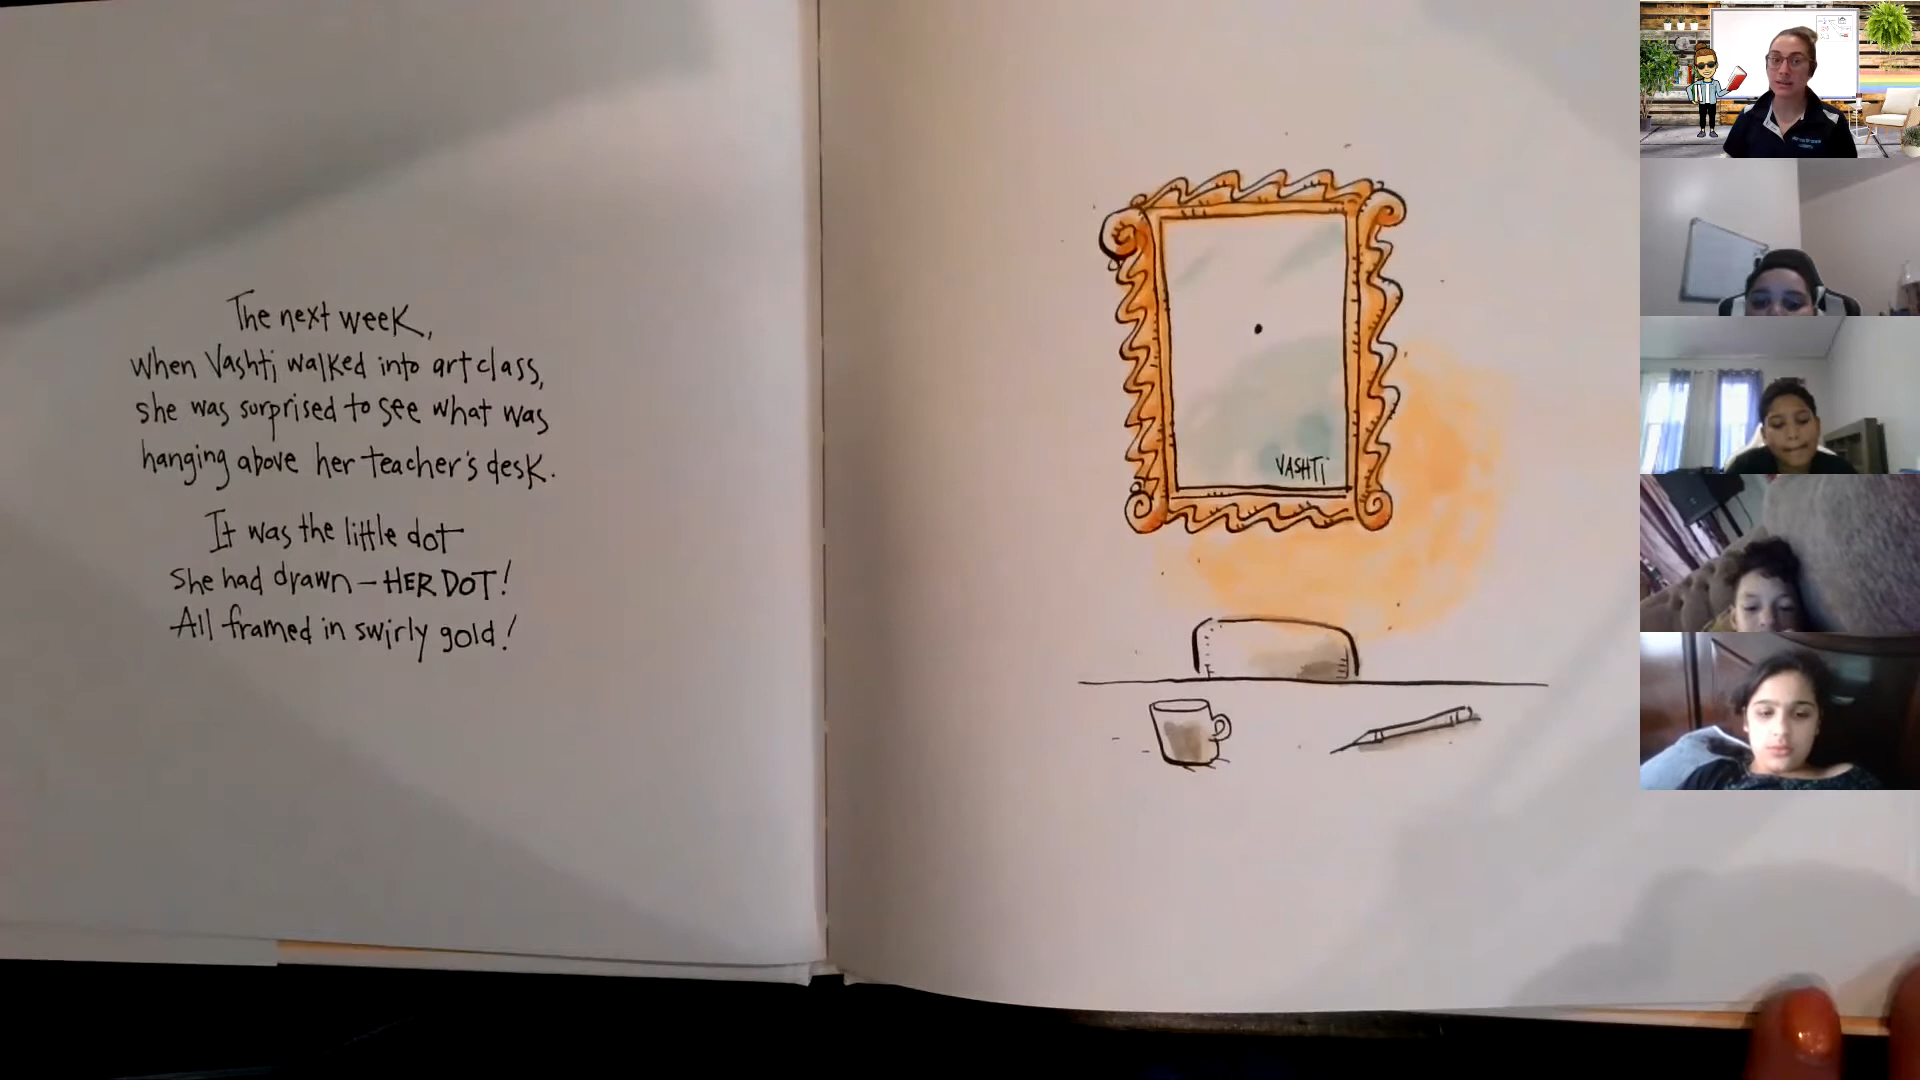 The next week,
when Vashti walked into art class,
she was surprised to see what was
hanging above her teacher's desk.
It was the little dot
she had drawn — HER DOT!
All framed in swirly gold!
VASHTi